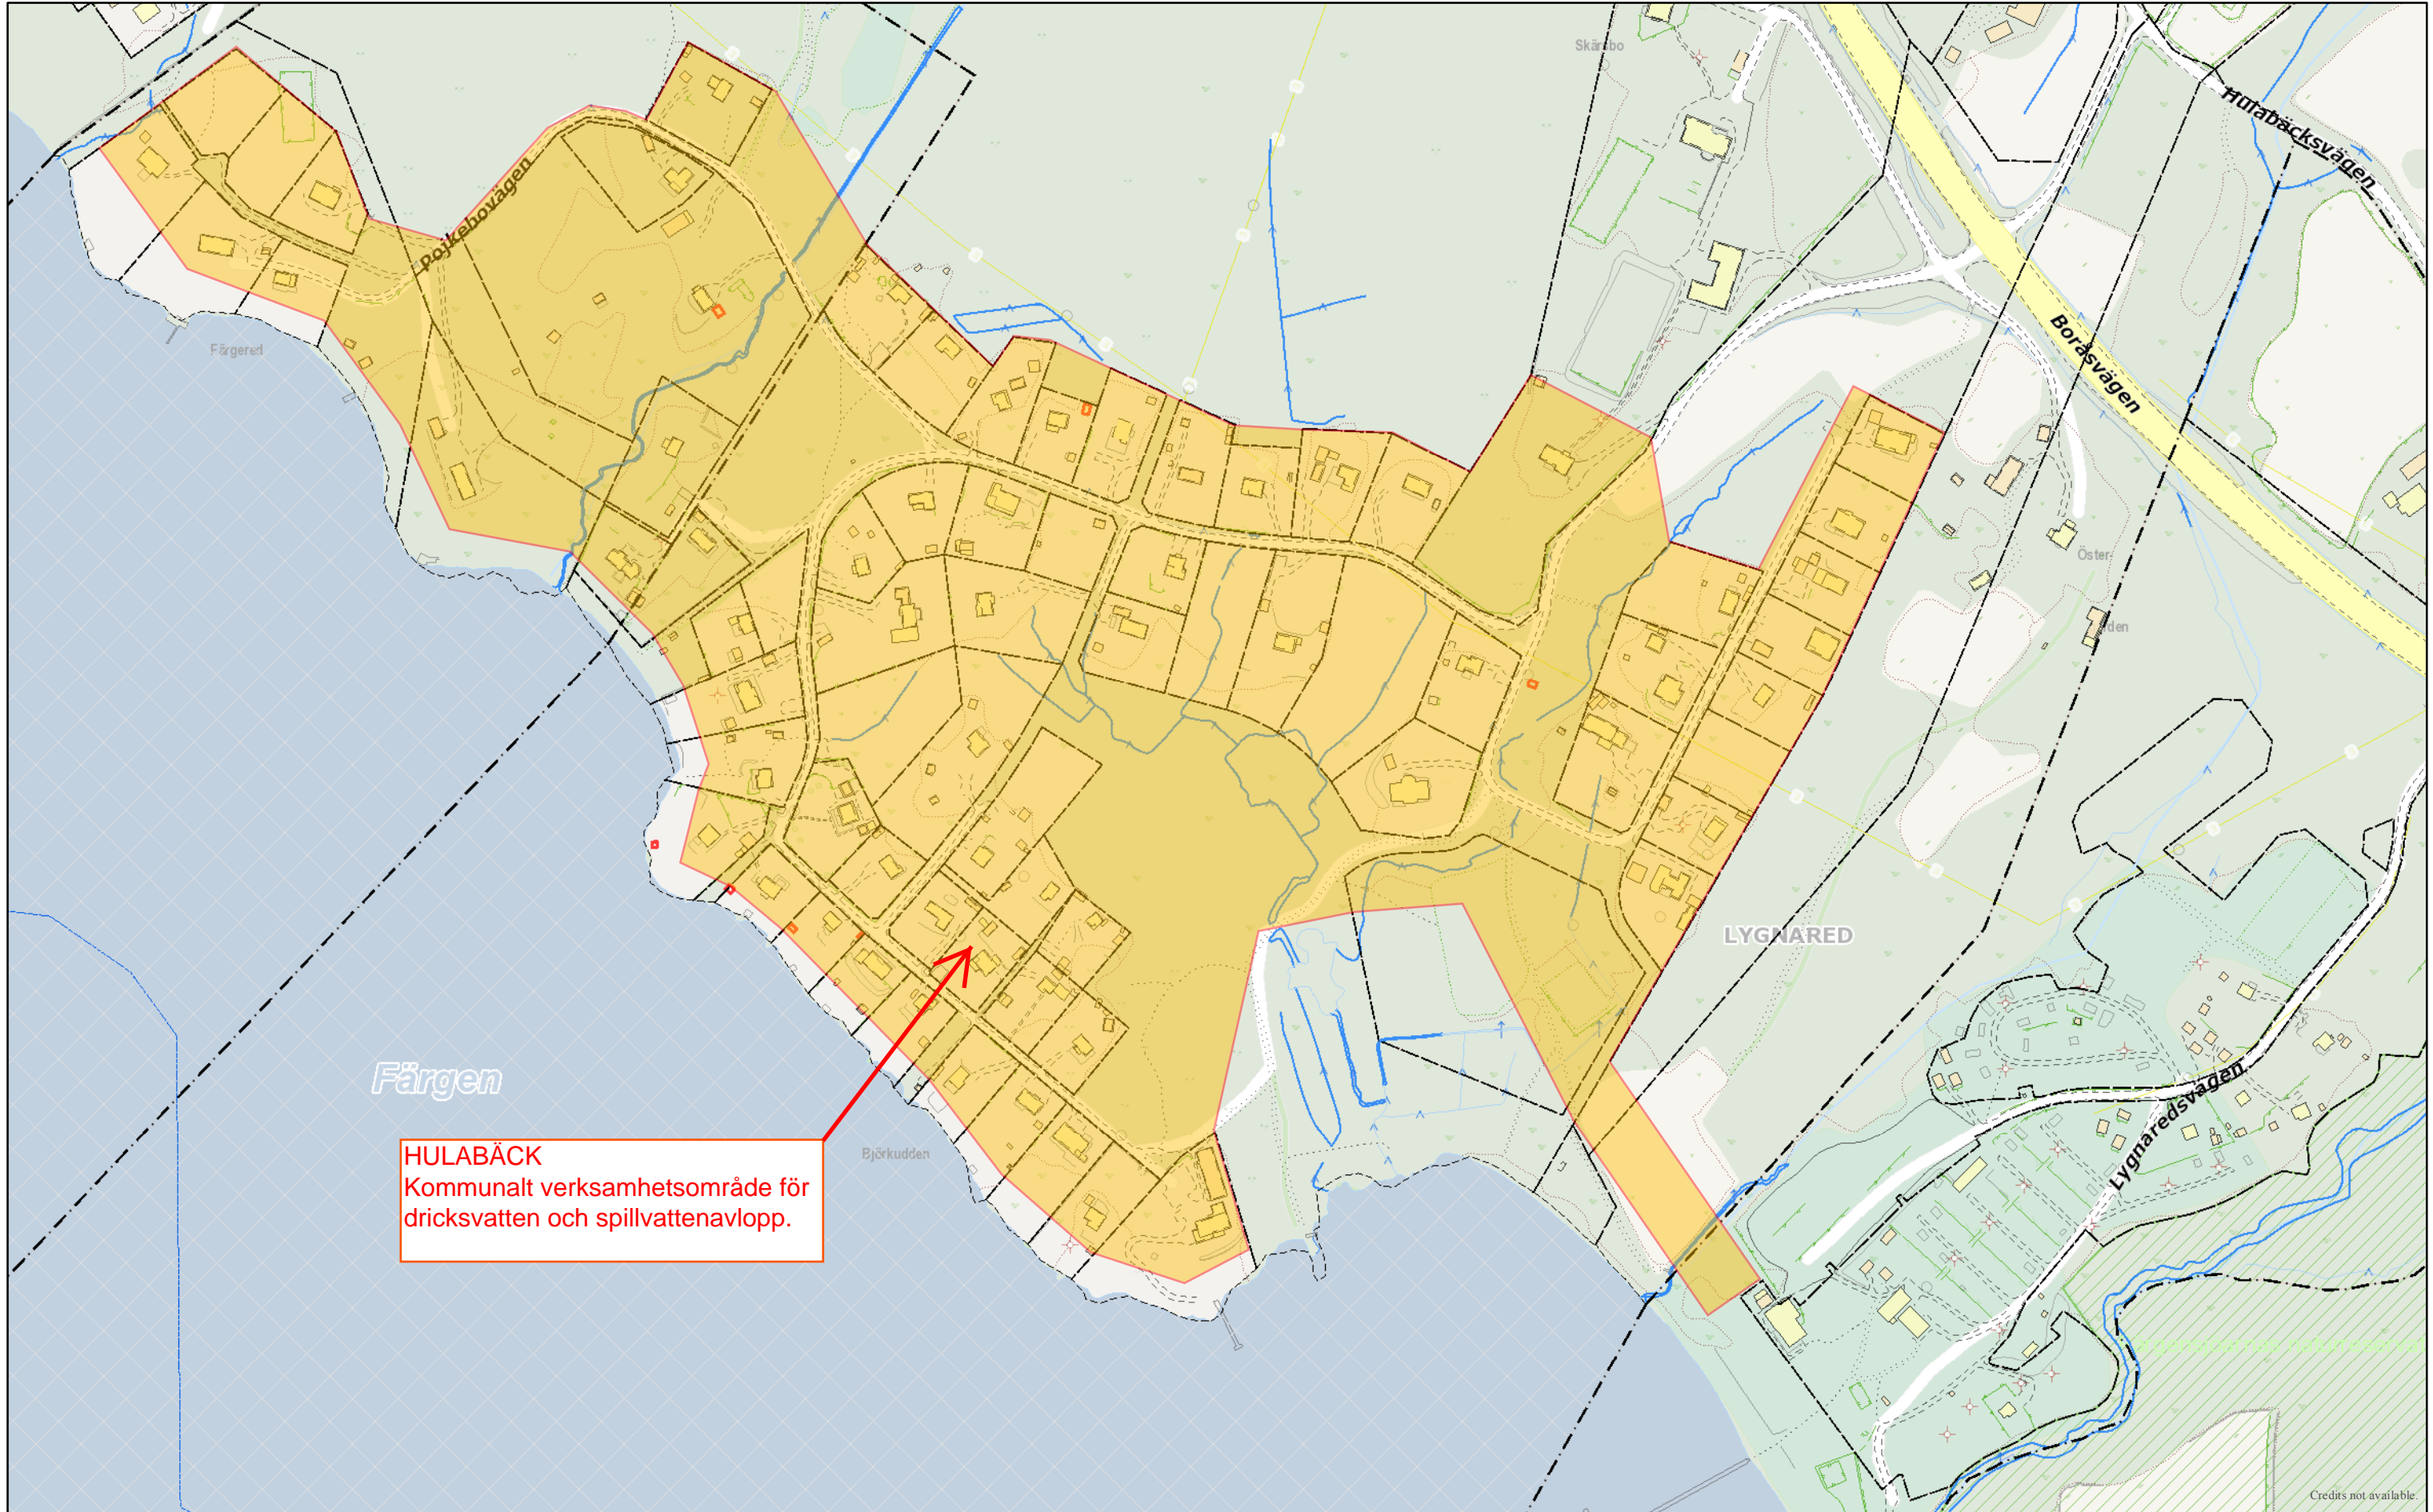 Skärsbo
Hulabäcksvägen
Pojkebovägen
Färgered
Boråsvägen
Öster-
LYGNARED
Färgen
Lygnaredsvägen
HULABÄCK
Kommunalt verksamhetsområde för
dricksvatten och spillvattenavlopp.
Björkudden
Credits not available.